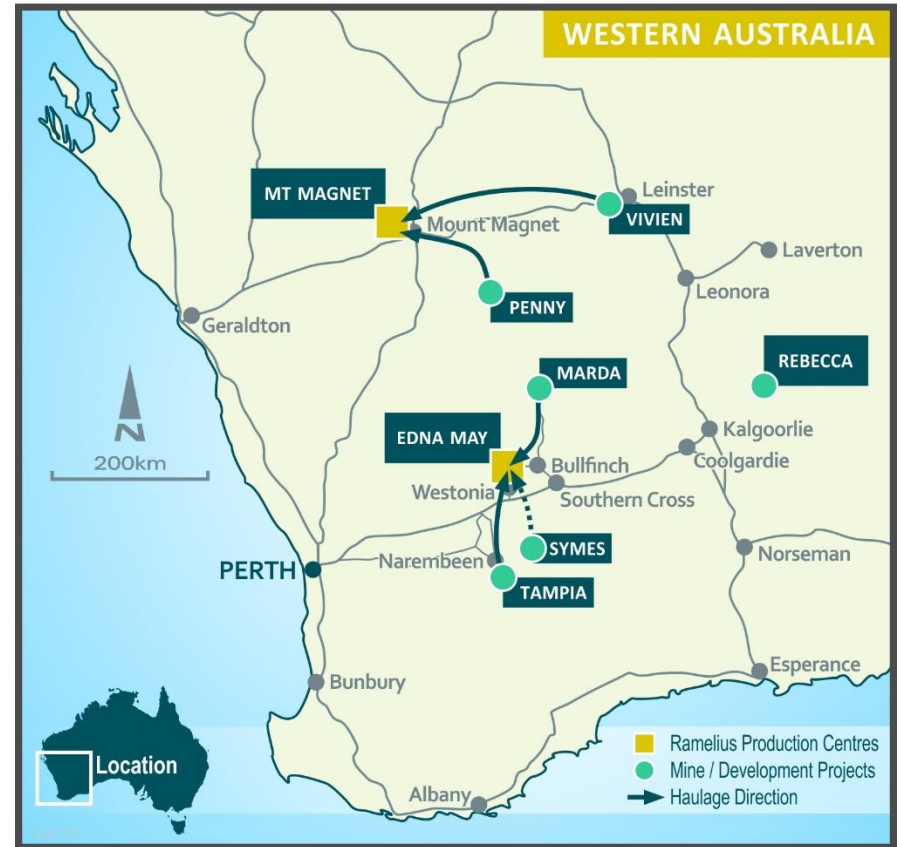 WESTERN AUSTRALIA
MT MAGNET
Mount Magnet
Leinster
VIVIEN
Laverton
Leonora
PENNY
Geraldton
REBECCA
MARDA
N
200km
EDNA MAY
Kalgoorlie
Coolgardie
Bullfinch
Westonia
Southern Cross
SYMES
Narembeen
Norseman
PERTH
TAMPIA
Esperance
Bunbury
Location
Ramelius Production Centres
Mine / Development Projects
Haulage Direction
Albany